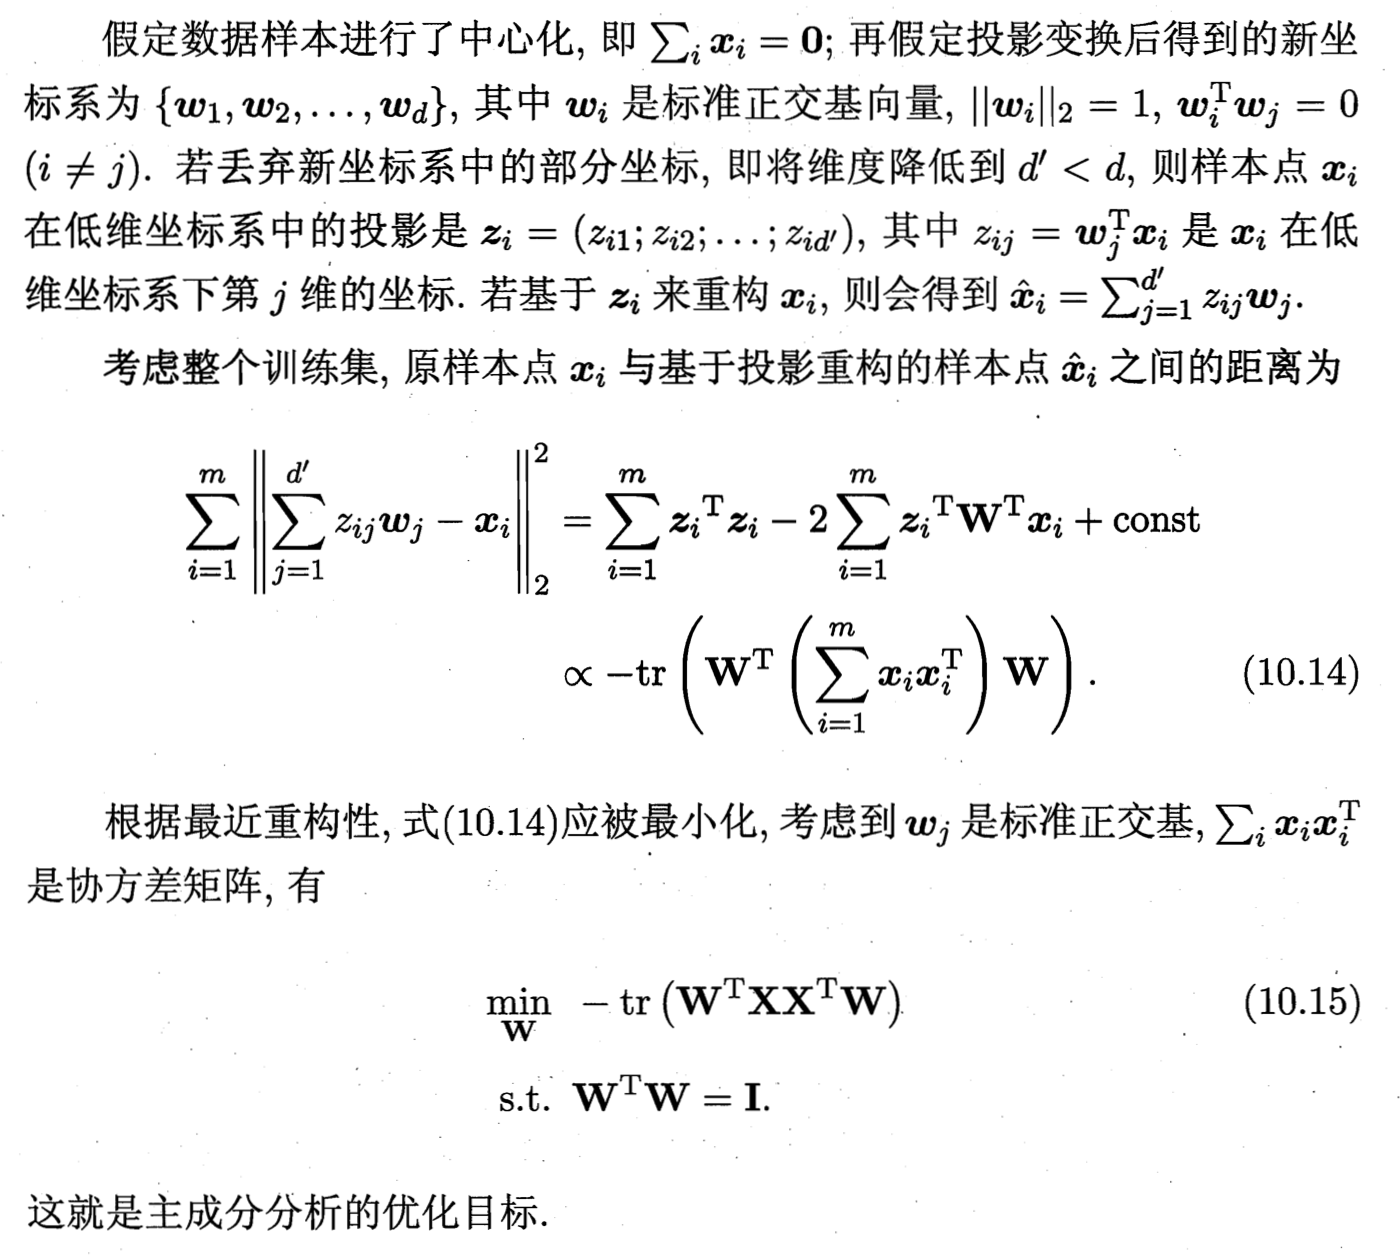 假定数据样本进行了中心化, 即 $\sum_i \boldsymbol{x}_i = \mathbf{0}$; 再假定投影变换后得到的新坐
标系为 $\{\boldsymbol{w}_1, \boldsymbol{w}_2, \ldots, \boldsymbol{w}_d\}$, 其中 $\boldsymbol{w}_i$ 是标准正交基向量, $||\boldsymbol{w}_i||_2 = 1$, $\boldsymbol{w}_i^{\mathrm{T}} \boldsymbol{w}_j = 0$
$(i \neq j)$. 若丢弃新坐标系中的部分坐标, 即将维度降低到 $d' < d$, 则样本点 $\boldsymbol{x}_i$
在低维坐标系中的投影是 $\boldsymbol{z}_i = (z_{i1}; z_{i2}; \ldots; z_{id'})$, 其中 $z_{ij} = \boldsymbol{w}_j^{\mathrm{T}} \boldsymbol{x}_i$ 是 $\boldsymbol{x}_i$ 在低
维坐标系下第 $j$ 维的坐标. 若基于 $\boldsymbol{z}_i$ 来重构 $\boldsymbol{x}_i$, 则会得到 $\hat{\boldsymbol{x}}_i = \sum_{j=1}^{d'} z_{ij} \boldsymbol{w}_j$.
考虑整个训练集, 原样本点 $\boldsymbol{x}_i$ 与基于投影重构的样本点 $\hat{\boldsymbol{x}}_i$ 之间的距离为
$\sum_{i=1}^{m} \left\| \sum_{j=1}^{d'} z_{ij} \boldsymbol{w}_j - \boldsymbol{x}_i \right\|_2^2 = \sum_{i=1}^{m} \boldsymbol{z}_i{}^{\mathrm{T}} \boldsymbol{z}_i - 2 \sum_{i=1}^{m} \boldsymbol{z}_i{}^{\mathrm{T}} \mathbf{W}^{\mathrm{T}} \boldsymbol{x}_i + \text{const}$
$\propto -\text{tr} \left( \mathbf{W}^{\mathrm{T}} \left( \sum_{i=1}^{m} \boldsymbol{x}_i \boldsymbol{x}_i^{\mathrm{T}} \right) \mathbf{W} \right).$ (10.14)
根据最近重构性, 式(10.14)应被最小化, 考虑到 $\boldsymbol{w}_j$ 是标准正交基, $\sum_i \boldsymbol{x}_i \boldsymbol{x}_i^{\mathrm{T}}$
是协方差矩阵, 有
$\min_{\mathbf{W}} \ -\text{tr} \left( \mathbf{W}^{\mathrm{T}} \mathbf{X} \mathbf{X}^{\mathrm{T}} \mathbf{W} \right)$ (10.15)
$\text{s.t.} \ \mathbf{W}^{\mathrm{T}} \mathbf{W} = \mathbf{I}.$
这就是主成分分析的优化目标.